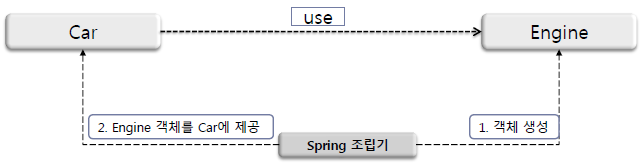 use
Car
Engine
2. Engine 객체를 Car에 제공
1. 객체 생성
Spring 조립기